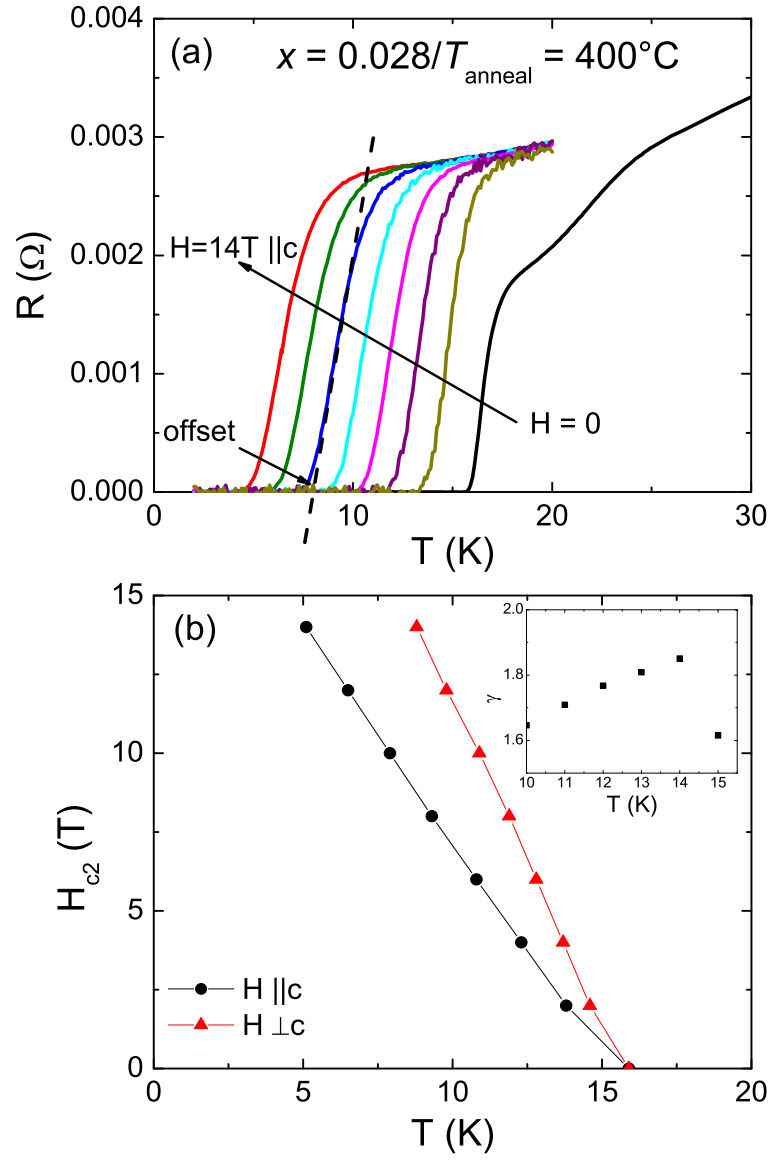 (a) x = 0.028/Tanneal = 400°C
0.004
0.003
0.002
0.001
0.000
R (Ω)
H=14T ||c
H = 0
offset
0 10 20 30
T (K)
(b)
15
10
5
0
Hc2 (T)
H ||c
H ⊥c
0 5 10 15 20
T (K)
2.0
1.8
1.6
γ
10 11 12 13 14 15
T (K)